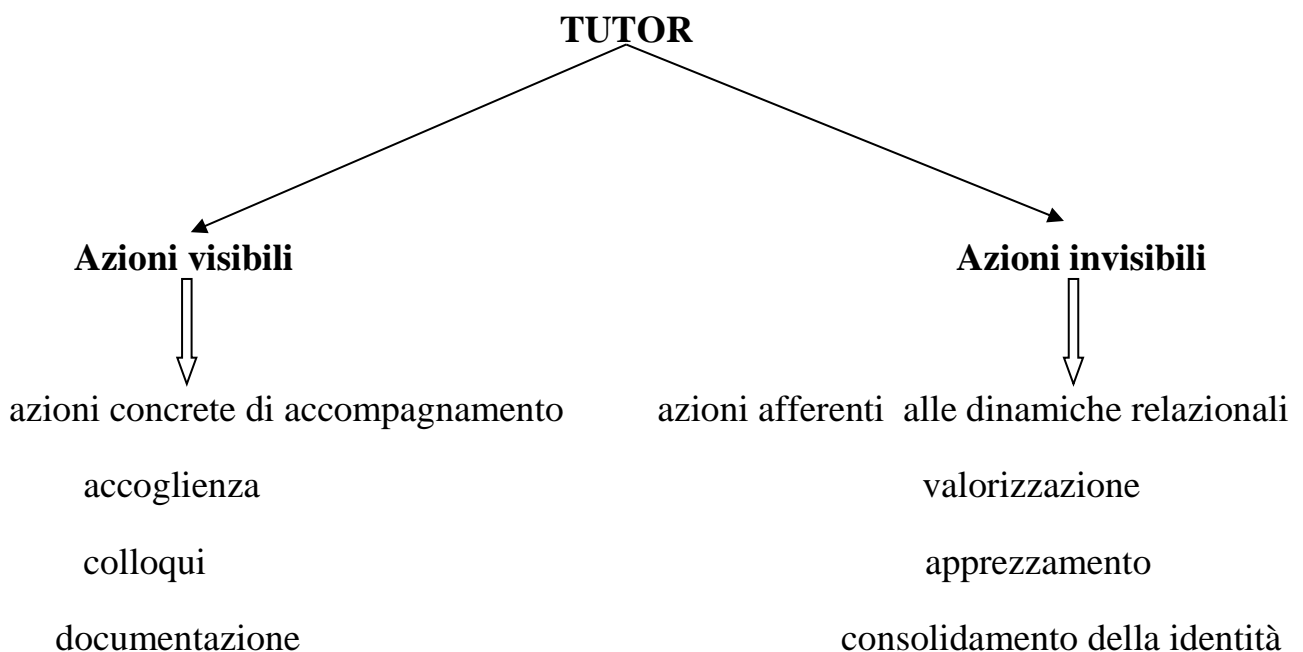 TUTOR
Azioni visibili
Azioni invisibili
azioni concrete di accompagnamento
azioni afferenti alle dinamiche relazionali
accoglienza
valorizzazione
colloqui
apprezzamento
documentazione
consolidamento della identità